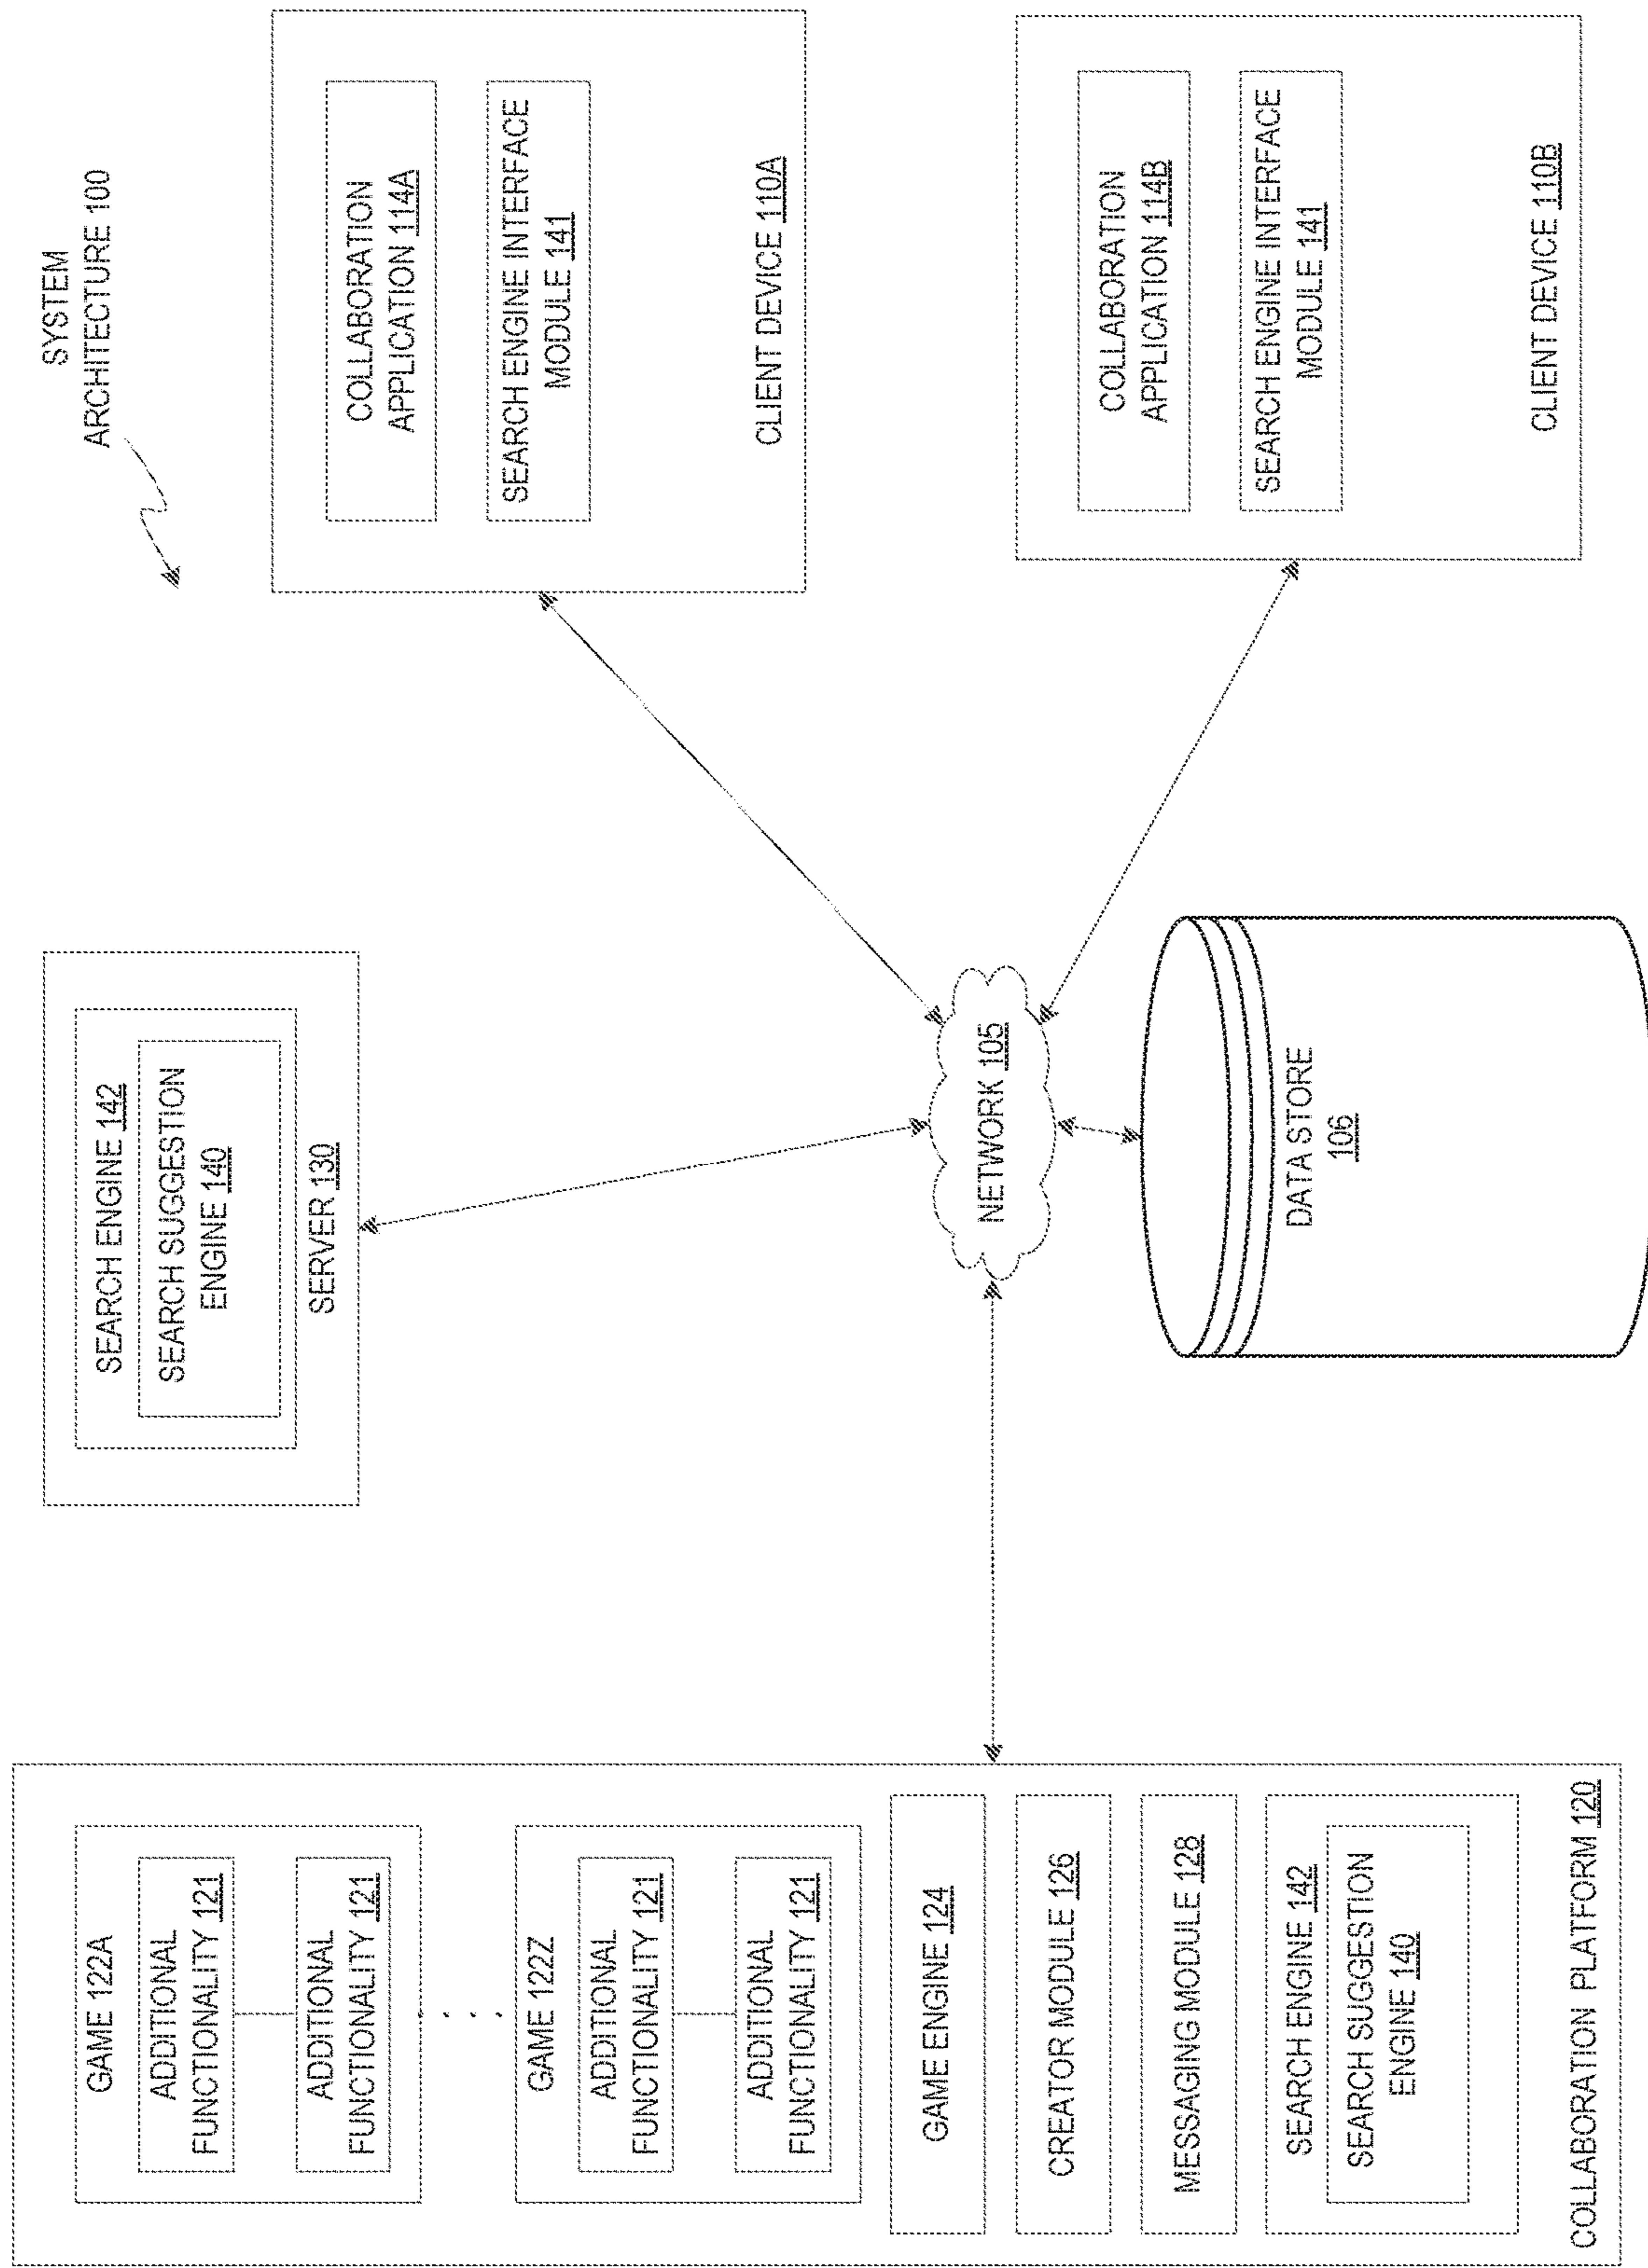 SYSTEM
ARCHITECTURE 100
GAME 122A
ADDITIONAL
FUNCTIONALITY 121
ADDITIONAL
FUNCTIONALITY 121
. . .
GAME 122Z
ADDITIONAL
FUNCTIONALITY 121
ADDITIONAL
FUNCTIONALITY 121
GAME ENGINE 124
CREATOR MODULE 126
MESSAGING MODULE 128
SEARCH ENGINE 142
SEARCH SUGGESTION
ENGINE 140
COLLABORATION PLATFORM 120
SEARCH ENGINE 142
SEARCH SUGGESTION
ENGINE 140
SERVER 130
NETWORK 105
DATA STORE
106
COLLABORATION
APPLICATION 114A
SEARCH ENGINE INTERFACE
MODULE 141
CLIENT DEVICE 110A
COLLABORATION
APPLICATION 114B
SEARCH ENGINE INTERFACE
MODULE 141
CLIENT DEVICE 110B